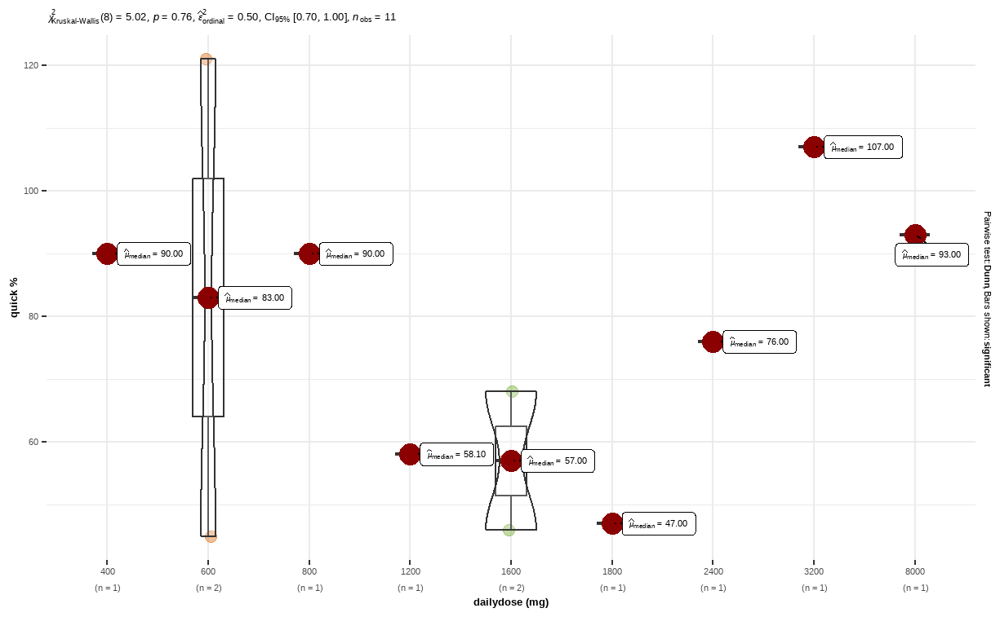 χ²Kruskal-Wallis(8) = 5.02, p = 0.76, ε̂²ordinal = 0.50, CI95% [0.70, 1.00], nobs = 11
120
100
80
60
quick %
μ̂median = 107.00
μ̂median = 93.00
μ̂median = 90.00
μ̂median = 90.00
μ̂median = 83.00
μ̂median = 76.00
μ̂median = 58.10
μ̂median = 57.00
μ̂median = 47.00
Pairwise test:Dunn, Bars shown:significant
400 600 800 1200 1600 1800 2400 3200 8000
(n = 1) (n = 2) (n = 1) (n = 1) (n = 2) (n = 1) (n = 1) (n = 1) (n = 1)
dailydose (mg)